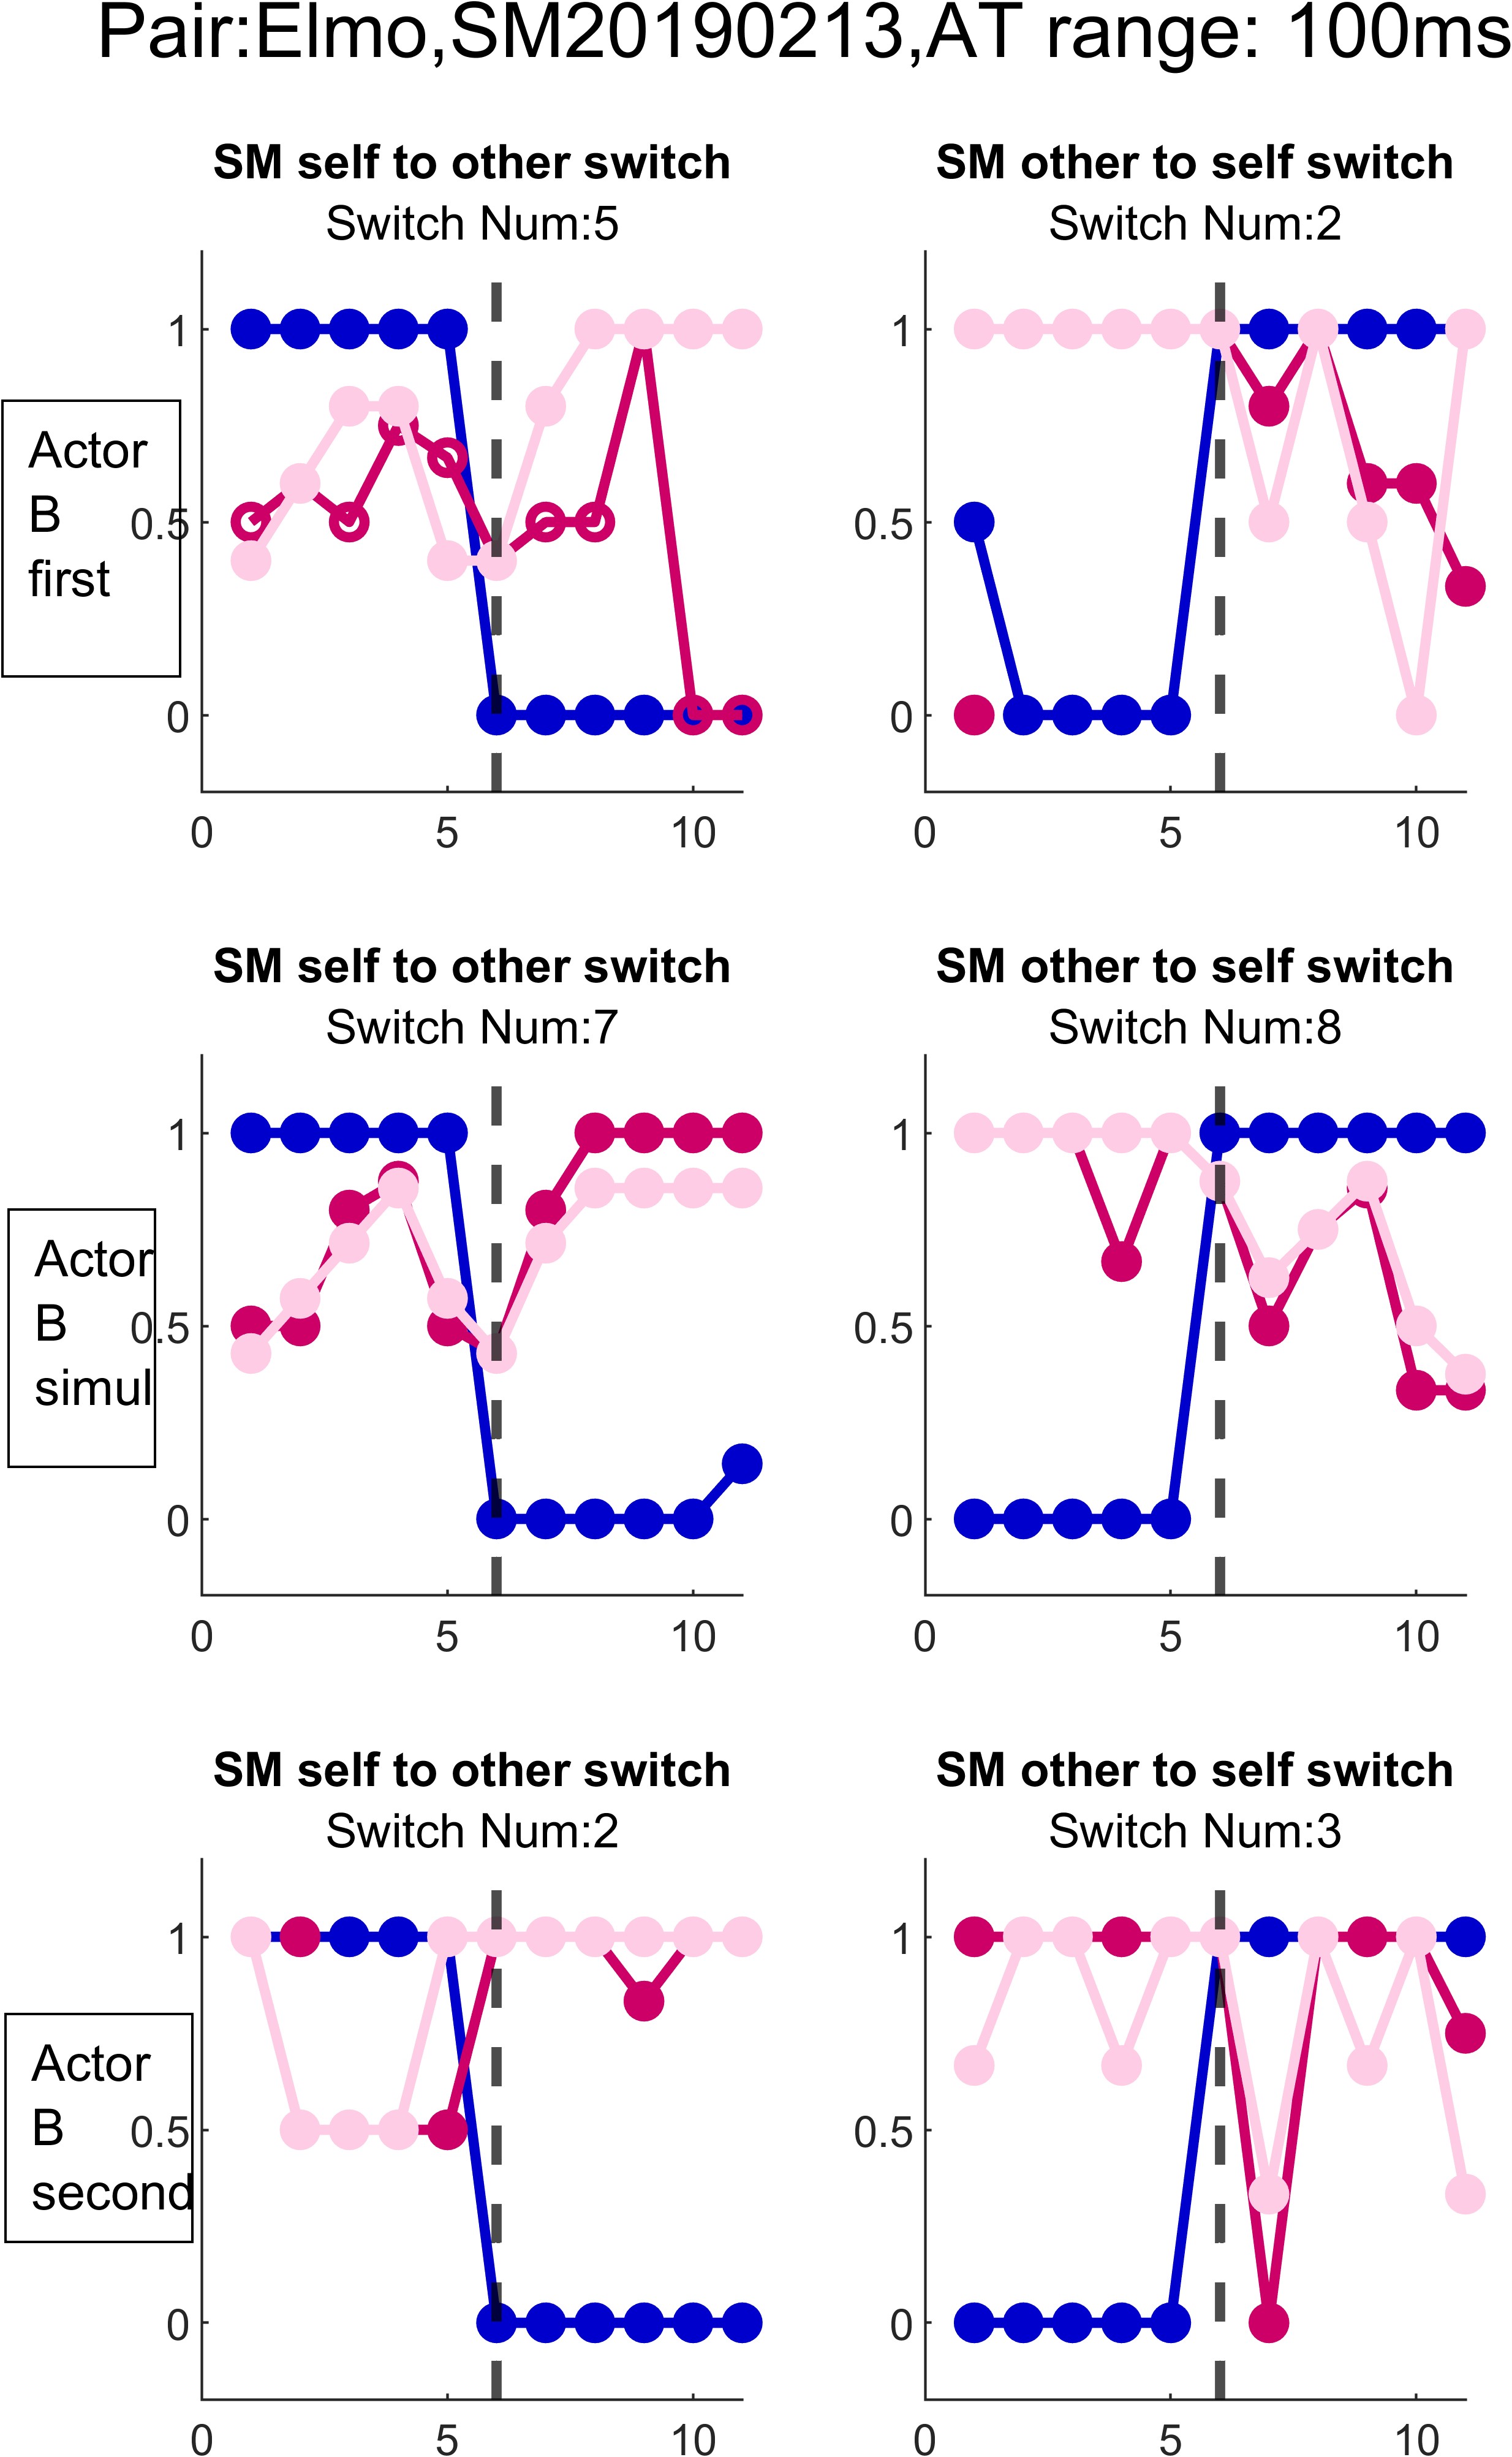 Pair:Elmo,SM20190213,AT range: 100ms
SM self to other switch
Switch Num:5
SM other to self switch
Switch Num:2
Actor
B
first
1
0.5
0
0
5
10
1
0.5
0
0
5
10
SM self to other switch
Switch Num:7
SM other to self switch
Switch Num:8
Actor
B
simul
1
0.5
0
0
5
10
1
0.5
0
0
5
10
SM self to other switch
Switch Num:2
SM other to self switch
Switch Num:3
Actor
B
second
1
0.5
0
0
5
10
1
0.5
0
0
5
10